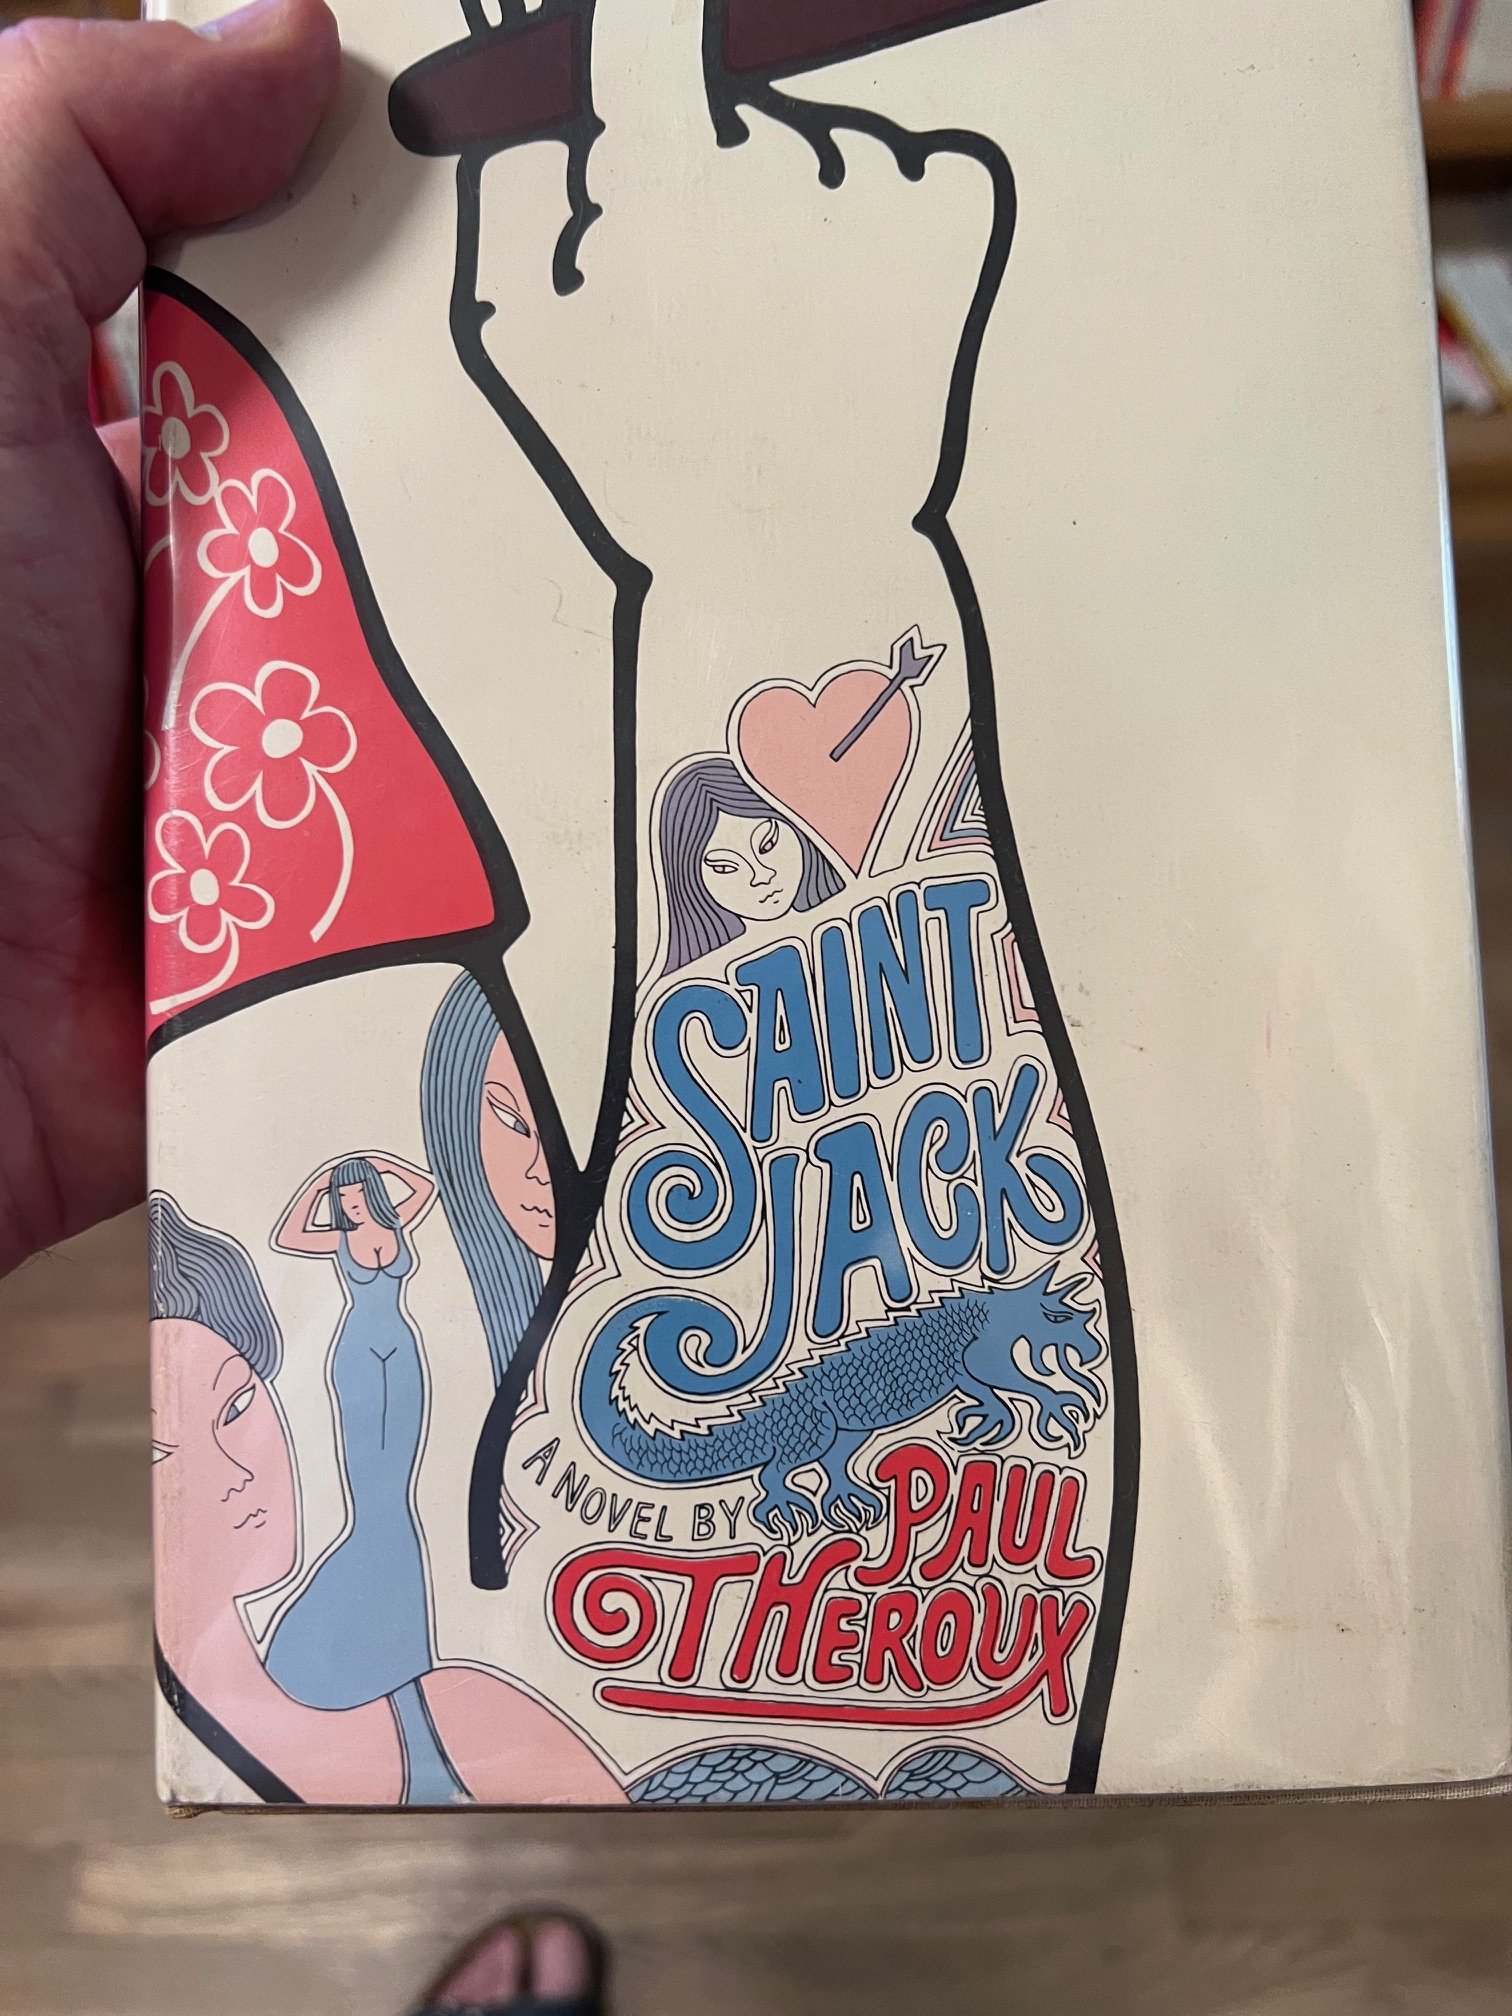 SAINT
JACK
A NOVEL BY PAUL
THEROUX